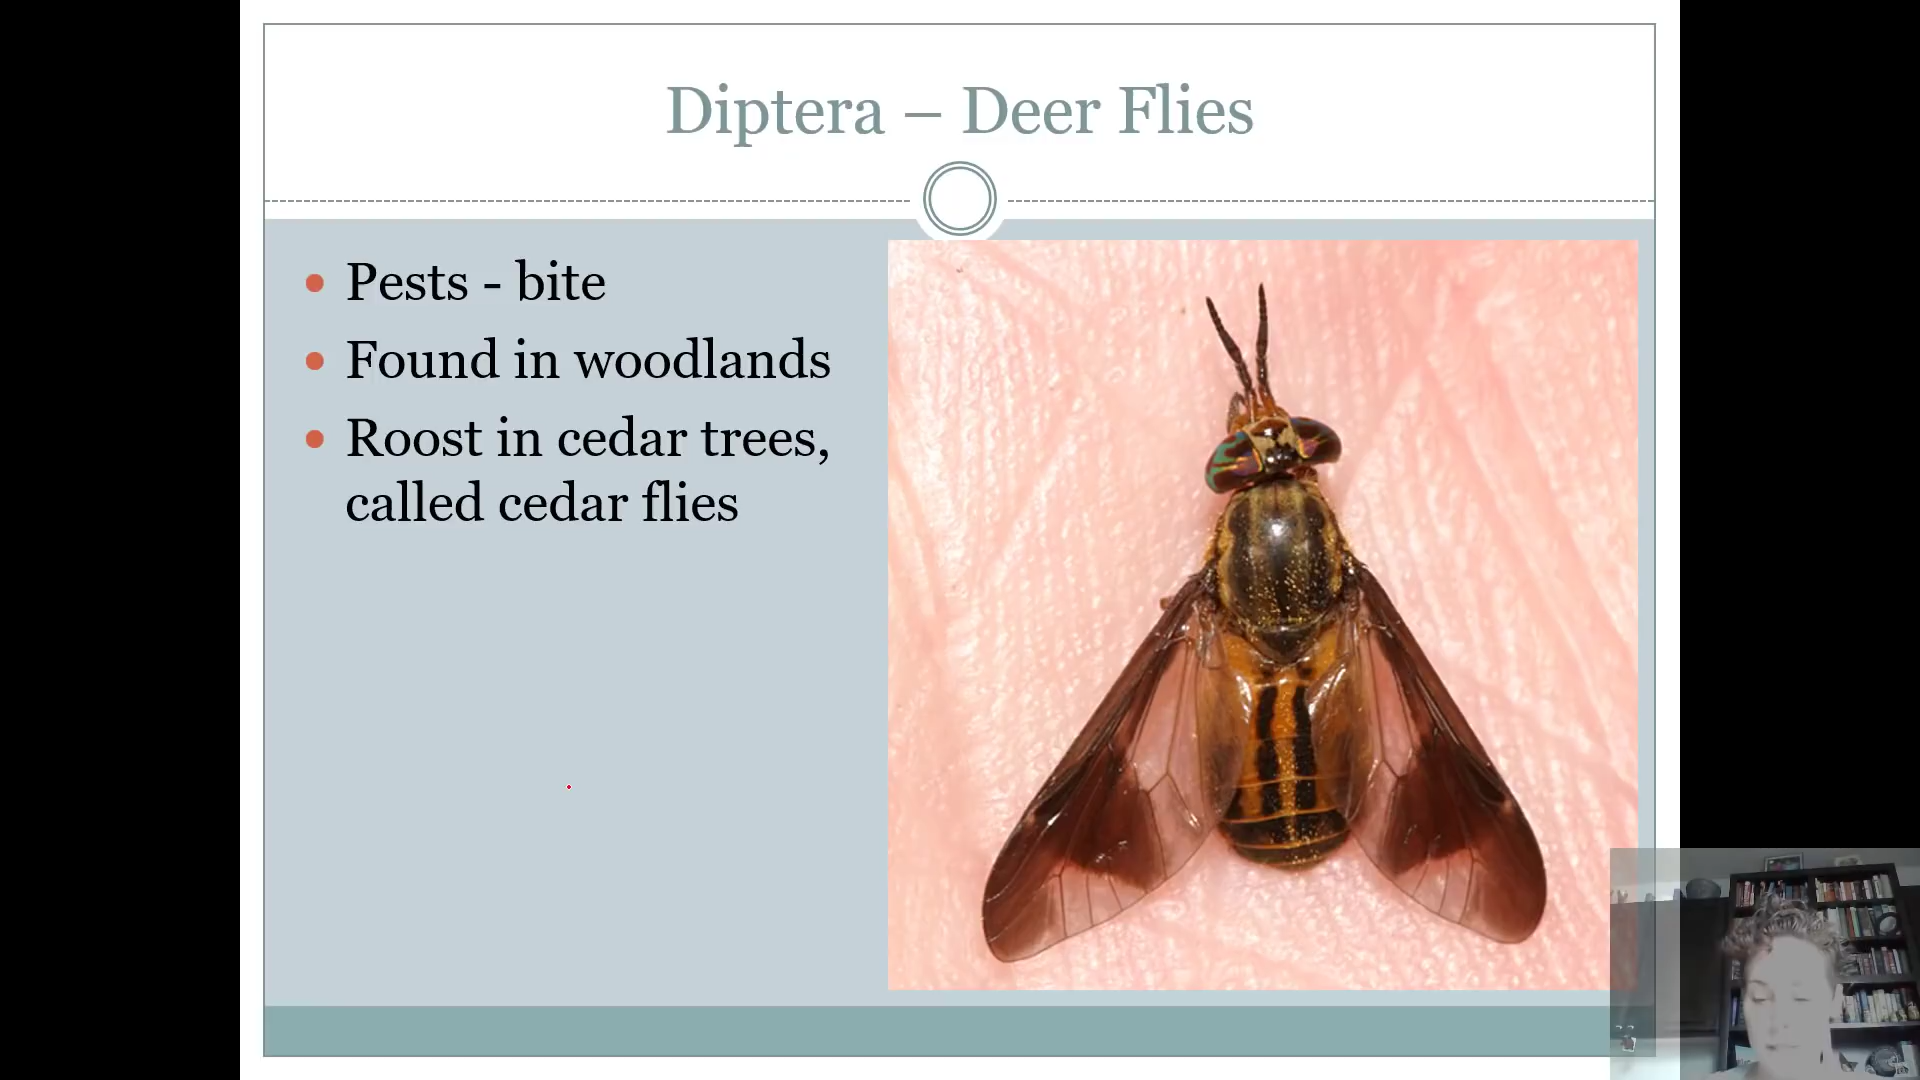 Diptera – Deer Flies
Pests - bite
Found in woodlands
Roost in cedar trees,
called cedar flies